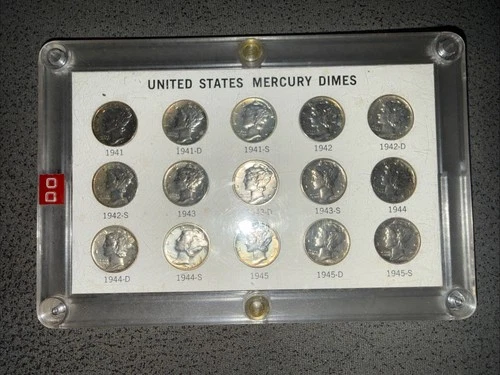 UNITED STATES MERCURY DIMES
1941 1941-D 1941-S 1942 1942-D
1942-S 1943 1943-S 1944
1944-D 1944-S 1945 1945-D 1945-S